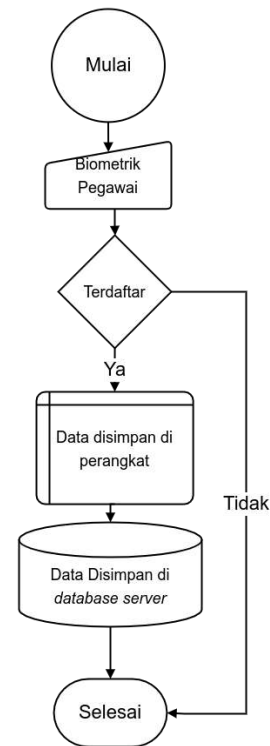 Mulai
Biometrik
Pegawai
Terdaftar
Ya
Data disimpan di
perangkat
Tidak
Data Disimpan di
database server
Selesai